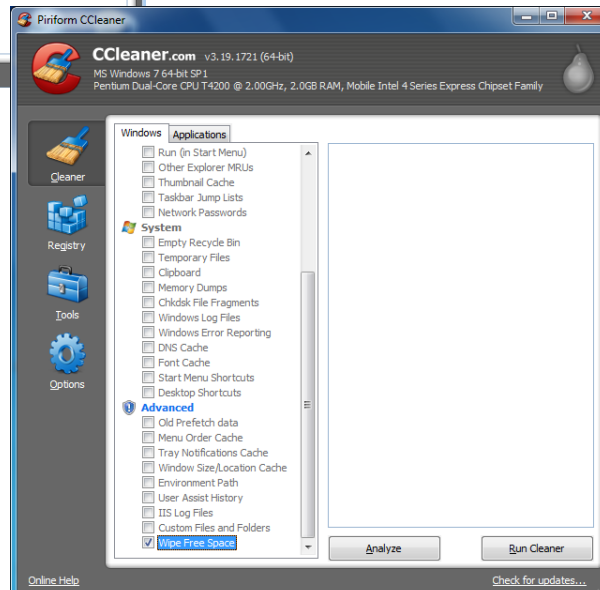 Piriform CCleaner
CCleaner.com v3.19.1721 (64-bit)
MS Windows 7 64-bit SP1
Pentium Dual-Core CPU T4200 @ 2.00GHz, 2.0GB RAM, Mobile Intel 4 Series Express Chipset Family
Cleaner
Registry
Tools
Options
Windows Applications
Run (in Start Menu)
Other Explorer MRUs
Thumbnail Cache
Taskbar Jump Lists
Network Passwords
System
Empty Recycle Bin
Temporary Files
Clipboard
Memory Dumps
Chkdsk File Fragments
Windows Log Files
Windows Error Reporting
DNS Cache
Font Cache
Start Menu Shortcuts
Desktop Shortcuts
Advanced
Old Prefetch data
Menu Order Cache
Tray Notifications Cache
Window Size/Location Cache
Environment Path
User Assist History
IIS Log Files
Custom Files and Folders
Wipe Free Space
Analyze Run Cleaner
Online Help Check for updates...